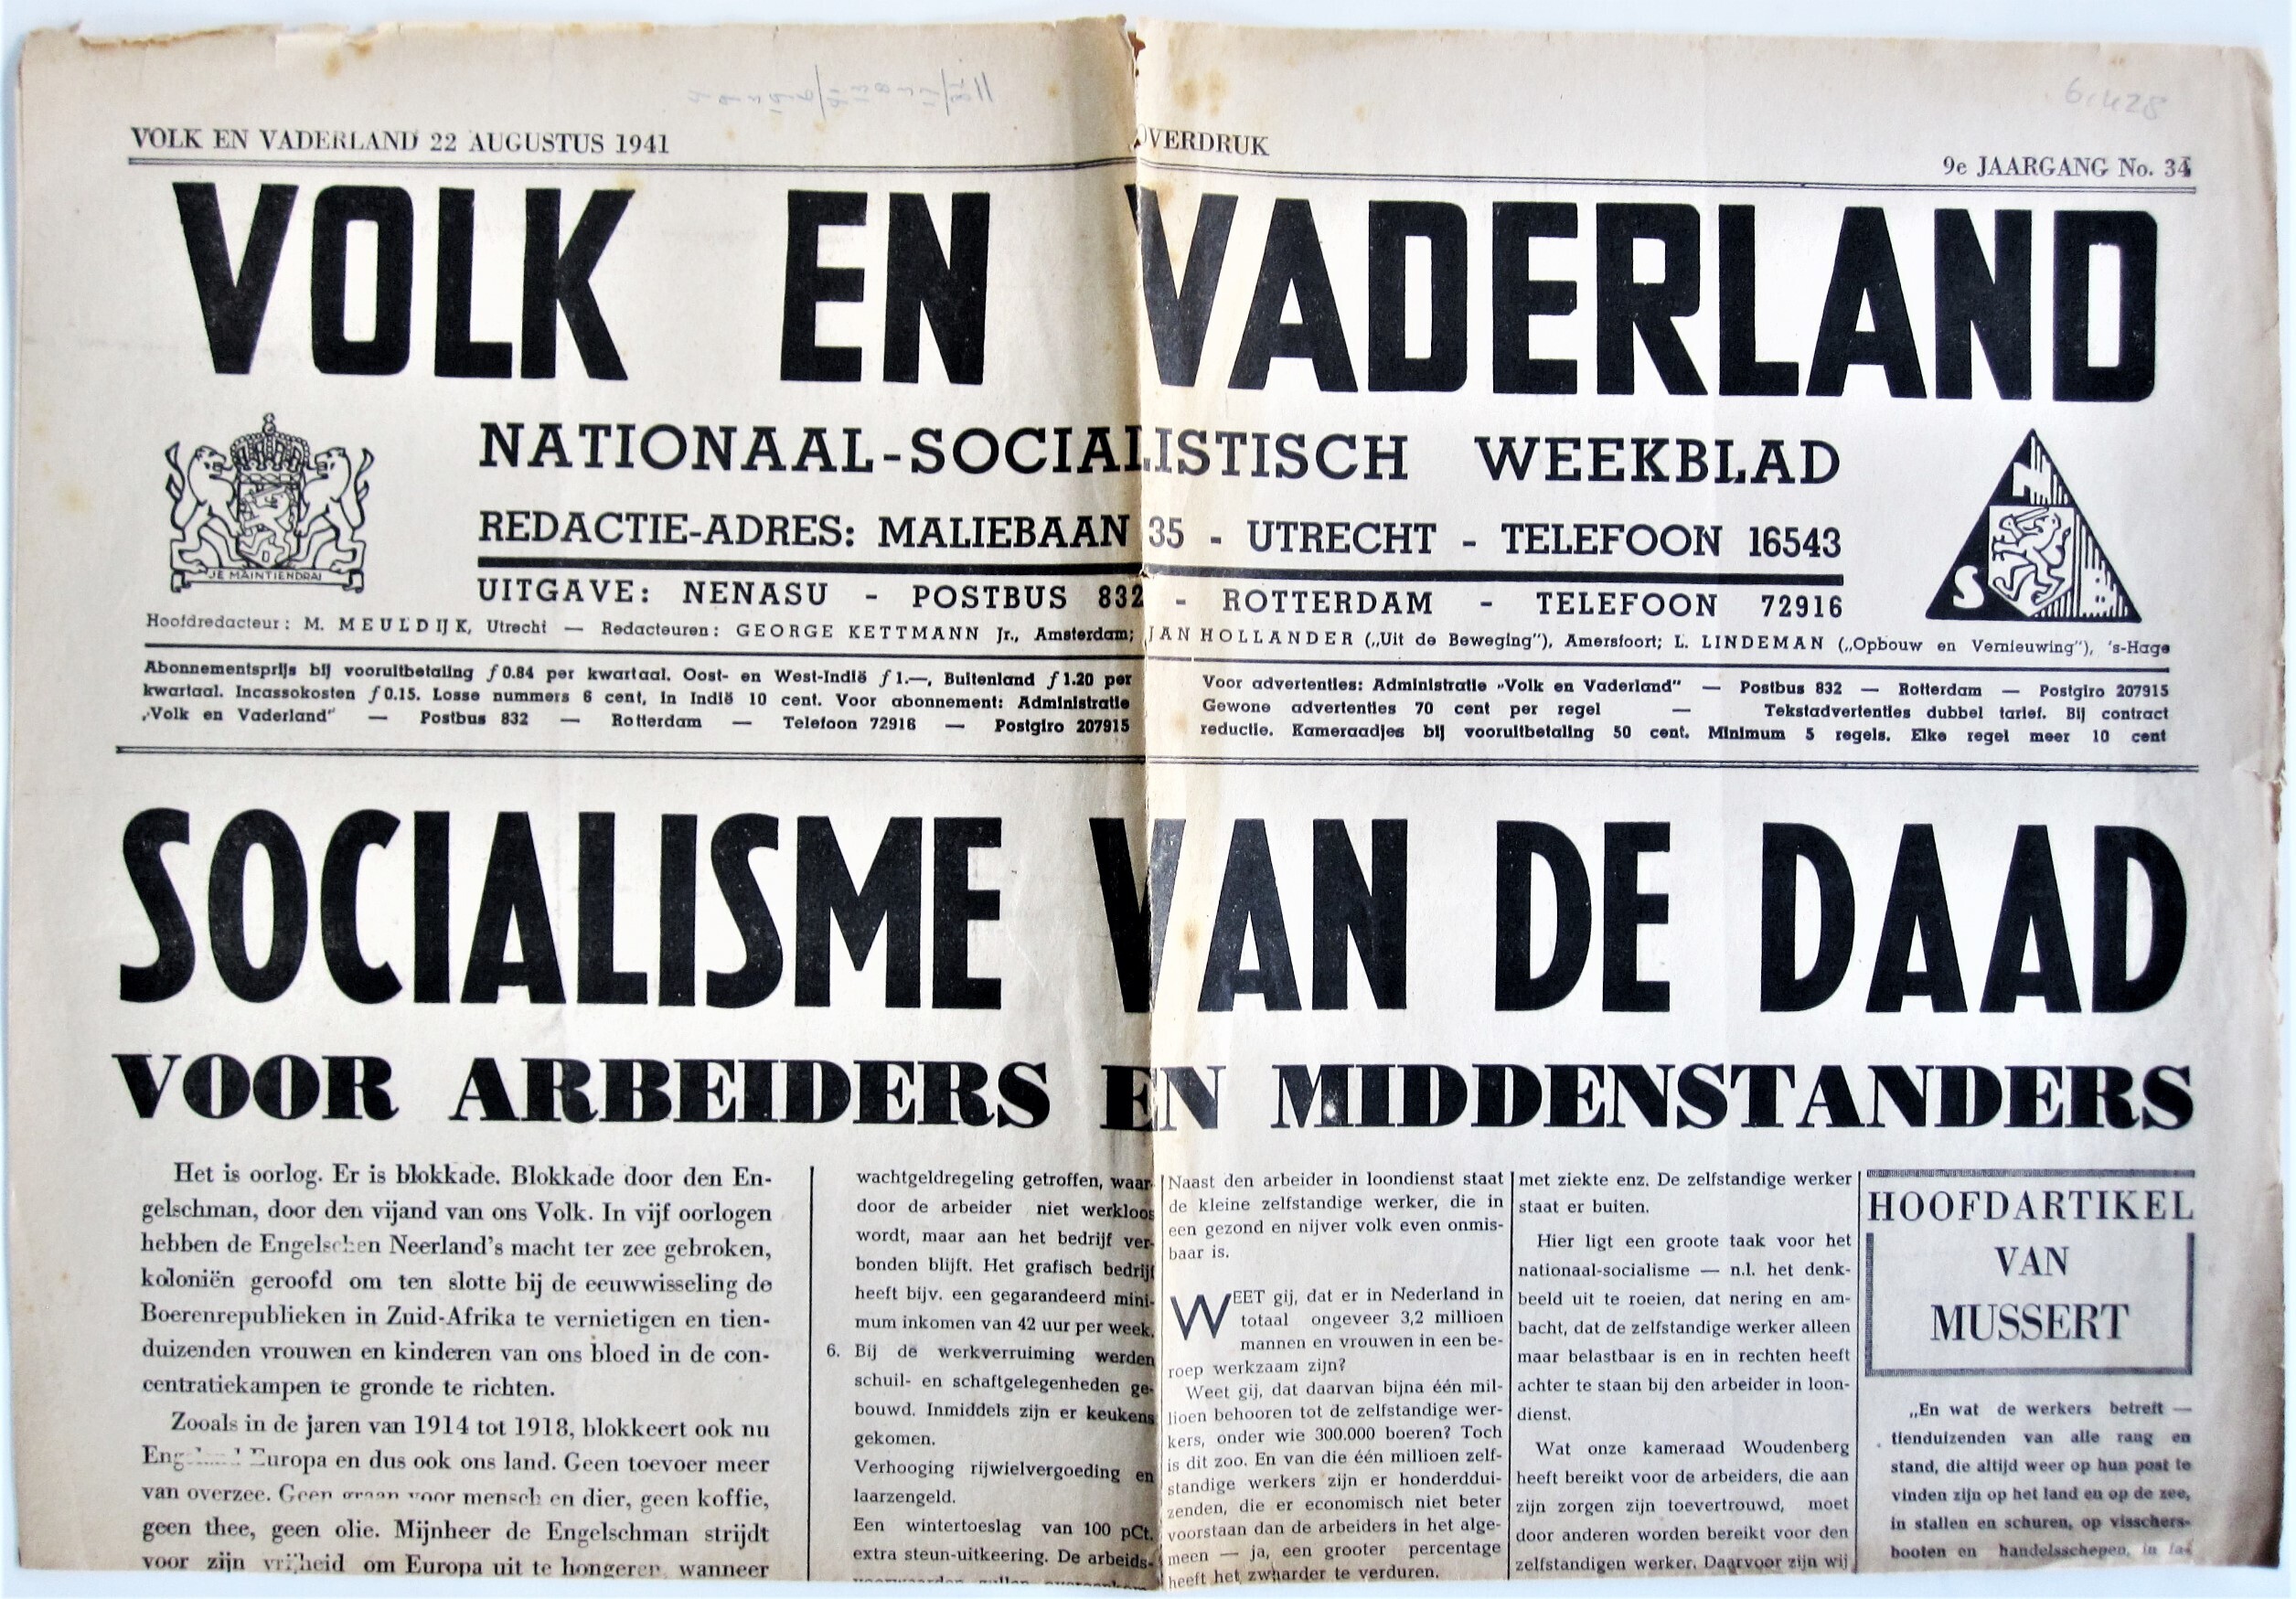 VOLK EN VADERLAND 22 AUGUSTUS 1941
OVERDRUK
9e JAARGANG No. 34
VOLK EN VADERLAND
NATIONAAL-SOCIALISTISCH WEEKBLAD
REDACTIE-ADRES: MALIEBAAN 35 - UTRECHT - TELEFOON 16543
UITGAVE: NENASU - POSTBUS 832 - ROTTERDAM - TELEFOON 72916
JE MAINTIENDRAI
N
S B
Hoofdredacteur: M. MEULDIJK, Utrecht — Redacteuren: GEORGE KETTMANN Jr., Amsterdam; JAN HOLLANDER („Uit de Beweging"), Amersfoort; L. LINDEMAN („Opbouw en Vernieuwing"), 's-Hage
Abonnementsprijs bij vooruitbetaling ƒ 0.84 per kwartaal. Oost- en West-Indië ƒ 1.—, Buitenland ƒ 1.20 per
kwartaal. Incassokosten ƒ 0.15. Losse nummers 6 cent, in Indië 10 cent. Voor abonnement: Administratie
„Volk en Vaderland" — Postbus 832 — Rotterdam — Telefoon 72916 — Postgiro 207915
Voor advertenties: Administratie „Volk en Vaderland" — Postbus 832 — Rotterdam — Postgiro 207915
Gewone advertenties 70 cent per regel — Tekstadvertenties dubbel tarief. Bij contract
reductie. Kameraadjes bij vooruitbetaling 50 cent. Minimum 5 regels. Elke regel meer 10 cent
SOCIALISME VAN DE DAAD
VOOR ARBEIDERS EN MIDDENSTANDERS
Het is oorlog. Er is blokkade. Blokkade door den En-
gelschman, door den vijand van ons Volk. In vijf oorlogen
hebben de Engelschen Neerland's macht ter zee gebroken,
koloniën geroofd om ten slotte bij de eeuwwisseling de
Boerenrepublieken in Zuid-Afrika te vernietigen en tien-
duizenden vrouwen en kinderen van ons bloed in de con-
centratiekampen te gronde te richten.
Zooals in de jaren van 1914 tot 1918, blokkeert ook nu
Engeland Europa en dus ook ons land. Geen toevoer meer
van overzee. Geen graan voor mensch en dier, geen koffie,
geen thee, geen olie. Mijnheer de Engelschman strijdt
voor zijn vrijheid om Europa uit te hongeren wanneer
wachtgeldregeling getroffen, waar-
door de arbeider niet werkloos
wordt, maar aan het bedrijf ver-
bonden blijft. Het grafisch bedrijf
heeft bijv. een gegarandeerd mini-
mum inkomen van 42 uur per week.
6. Bij de werkverruiming werden
schuil- en schaftgelegenheden ge-
bouwd. Inmiddels zijn er keukens
gekomen.
Verhooging rijwielvergoeding en
laarzengeld.
Een wintertoeslag van 100 pCt.
extra steun-uitkeering. De arbeids-
Naast den arbeider in loondienst staat
de kleine zelfstandige werker, die in
een gezond en nijver volk even onmis-
baar is.
WEET gij, dat er in Nederland in
totaal ongeveer 3,2 millioen
mannen en vrouwen in een be-
roep werkzaam zijn?
Weet gij, dat daarvan bijna één mil-
lioen behooren tot de zelfstandige wer-
kers, onder wie 300.000 boeren? Toch
is dit zoo. En van die één millioen zelf-
standige werkers zijn er honderddui-
zenden, die er economisch niet beter
voorstaan dan de arbeiders in het alge-
meen — ja, een grooter percentage
heeft het zwaarder te verduren.
met ziekte enz. De zelfstandige werker
staat er buiten.
Hier ligt een groote taak voor het
nationaal-socialisme — n.l. het denk-
beeld uit te roeien, dat nering en am-
bacht, dat de zelfstandige werker alleen
maar belastbaar is en in rechten heeft
achter te staan bij den arbeider in loon-
dienst.
Wat onze kameraad Woudenberg
heeft bereikt voor de arbeiders, die aan
zijn zorgen zijn toevertrouwd, moet
door anderen worden bereikt voor den
zelfstandigen werker. Daarvoor zijn wij
HOOFDARTIKEL
VAN
MUSSERT
„En wat de werkers betreft —
tienduizenden van alle rang en
stand, die altijd weer op hun post te
vinden zijn op het land en op de zee,
in stallen en schuren, op visschers-
booten en handelsschepen, in fa-